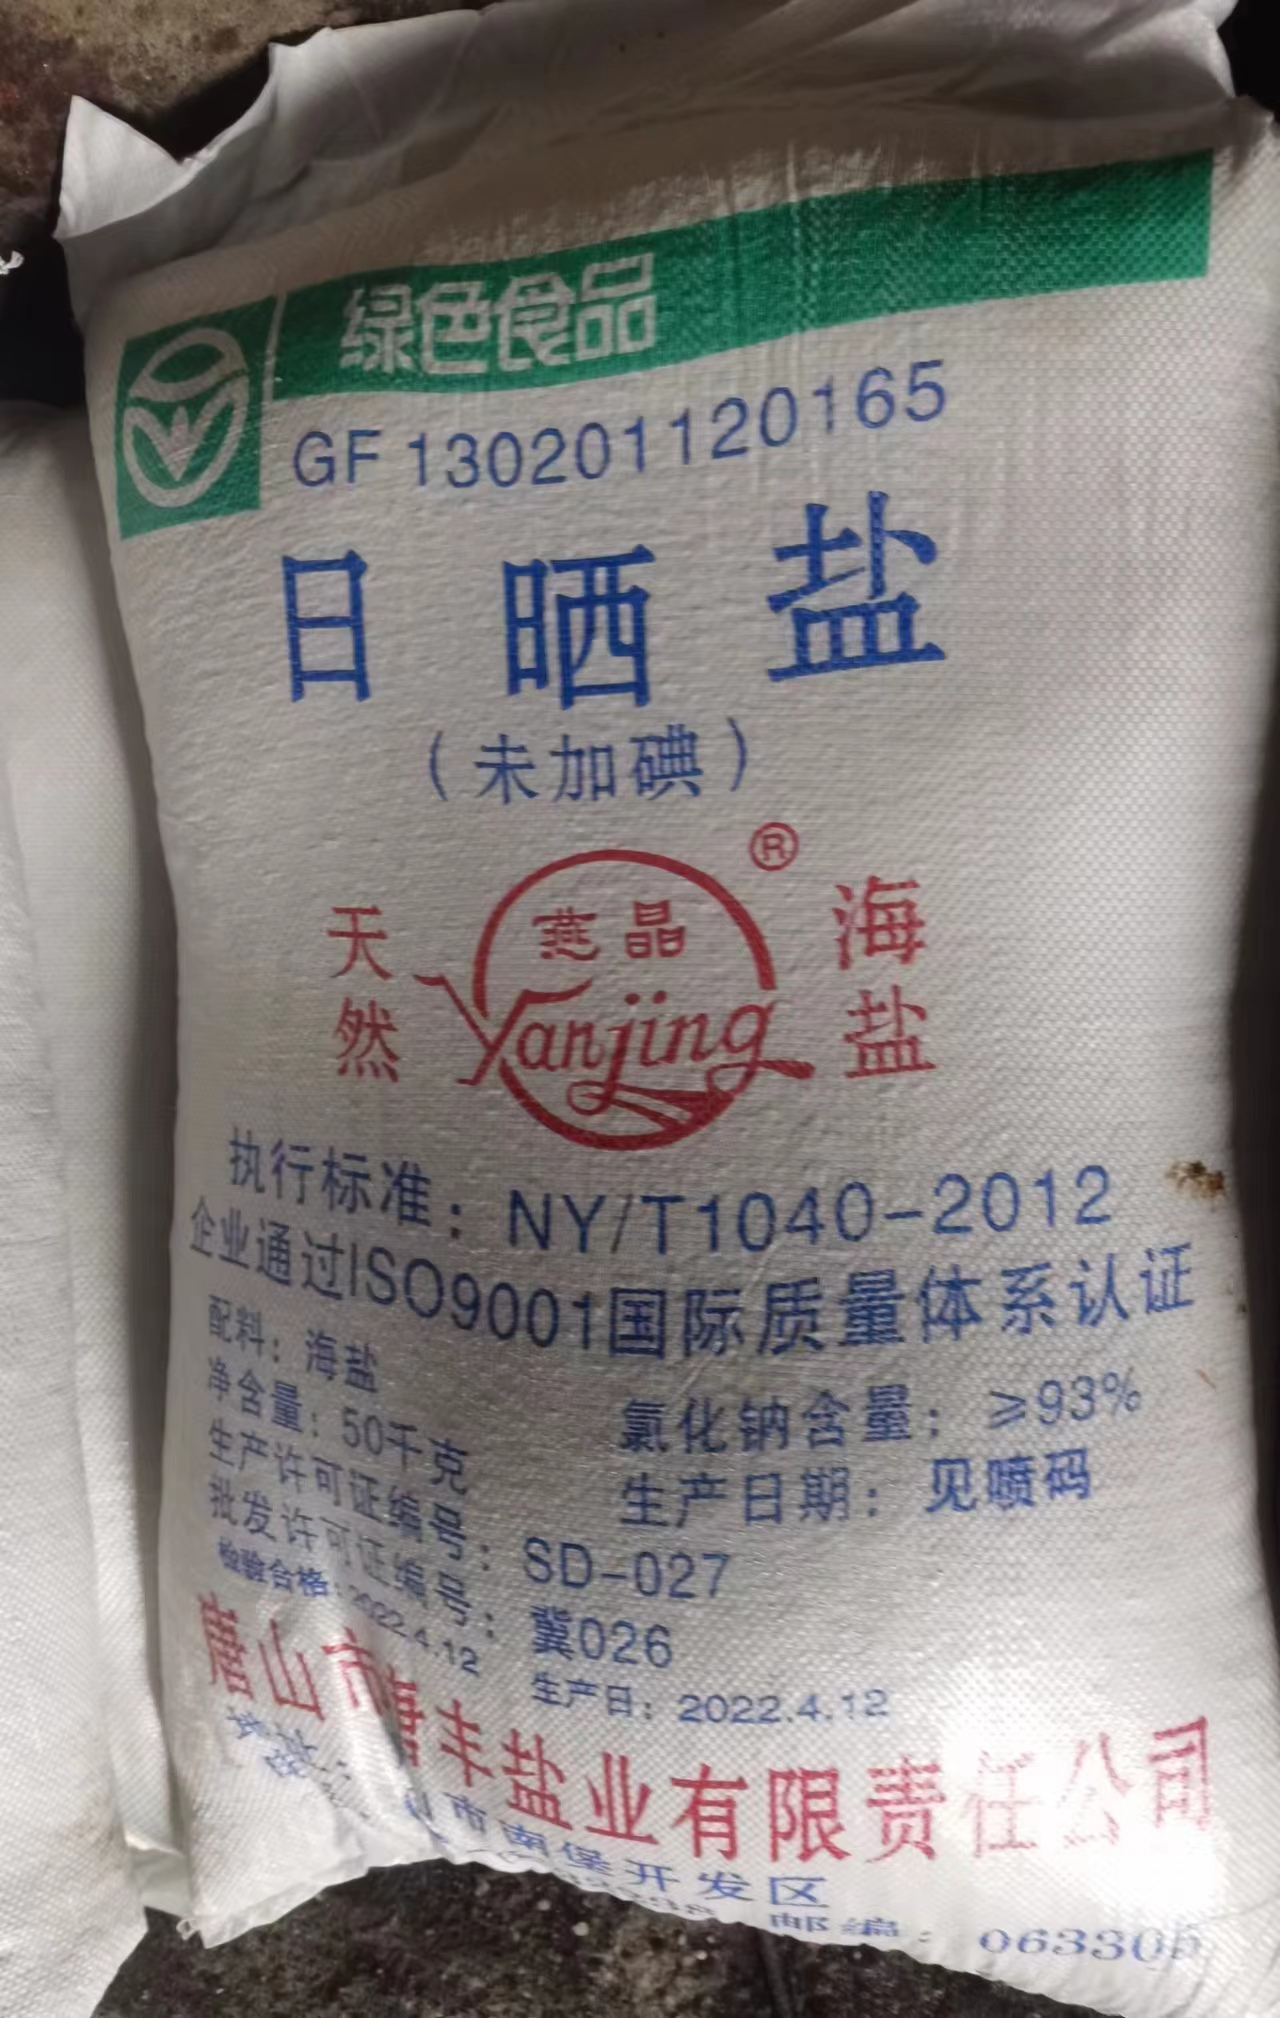 绿色食品
GF 130201120165
日晒盐
（未加碘）
燕晶
®
天然
海盐
Yanjing
执行标准：NY/T1040-2012
企业通过ISO9001国际质量体系认证
配料：海盐
净含量：50千克
氯化钠含量：≥93%
生产日期：见喷码
生产许可证编号：SD-027
批发许可证编号：冀026
检验合格：2022.4.12
生产日：2022.4.12
唐山市唐丰盐业有限责任公司
市南堡开发区
邮编：063305